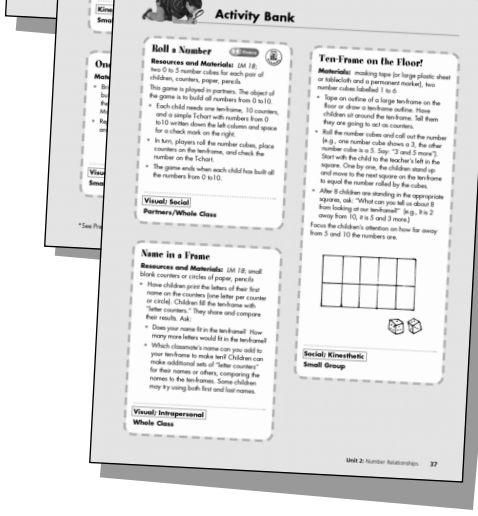 Activity Bank
Roll a Number
Resources and Materials: LM 18;
two 0 to 5 number cubes for each pair of
children, counters, paper, pencils
This game is played in partners. The object of
the game is to build all numbers from 0 to 10.
• Each child needs one ten-frame, 10 counters,
and a simple T-chart with numbers from 0
to 10 written down the left column and space
for a check mark on the right.
• In turn, players roll the number cubes, place
counters on the ten-frame, and check the
number on the T-chart.
• The game ends when each child has built all
the numbers from 0 to 10.
Visual; Social
Partners/Whole Class
Name in a Frame
Resources and Materials: LM 18; small
blank counters or circles of paper, pencils
• Have children print the letters of their first
name on the counters (one letter per counter
or circle). Children fill the ten-frame with
"letter counters." They share and compare
their results. Ask:
• Does your name fit in the ten-frame? How
many more letters would fit in the ten-frame?
• Which classmate's name can you add to
your ten-frame to make ten? Children can
make additional sets of "letter counters"
for their names or others, comparing the
names to the ten-frames. Some children
may try using both first and last names.
Visual; Intrapersonal
Whole Class
Ten-Frame on the Floor!
Materials: masking tape (or large plastic sheet
or tablecloth and a permanent marker), two
number cubes labelled 1 to 6
• Tape an outline of a large ten-frame on the
floor or draw a ten-frame outline. Have
children sit around the ten-frame. Tell them
they are going to act as counters.
• Roll the number cubes and call out the number
(e.g., one number cube shows a 3, the other
number cube is a 5. Say: "3 and 5 more").
Start with the child to the teacher's left in the
square. One by one, the children stand up
and move to the next square on the ten-frame
to equal the number rolled by the cubes.
• After 8 children are standing in the appropriate
squares, ask: "What can you tell us about 8
from looking at our ten-frame?" (e.g., It is 2
away from 10, it is 5 and 3 more.)
Focus the children's attention on how far away
from 5 and 10 the numbers are.
Social; Kinesthetic
Small Group
Unit 2: Number Relationships 37
*See